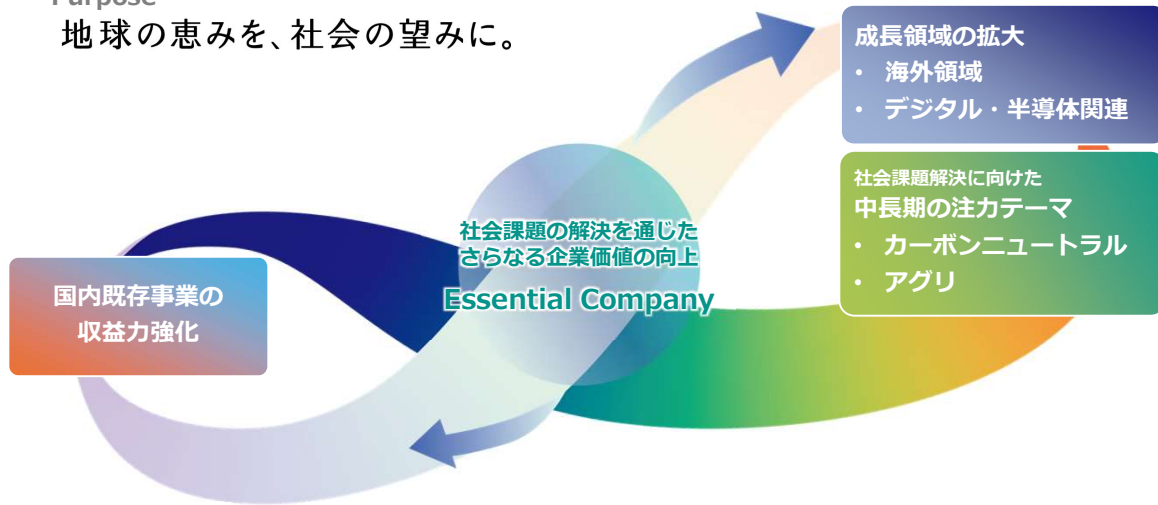 Purpose
地球の恵みを、社会の望みに。
成長領域の拡大
• 海外領域
• デジタル・半導体関連
社会課題解決に向けた
中長期の注力テーマ
• カーボンニュートラル
• アグリ
社会課題の解決を通じた
さらなる企業価値の向上
Essential Company
国内既存事業の
収益力強化